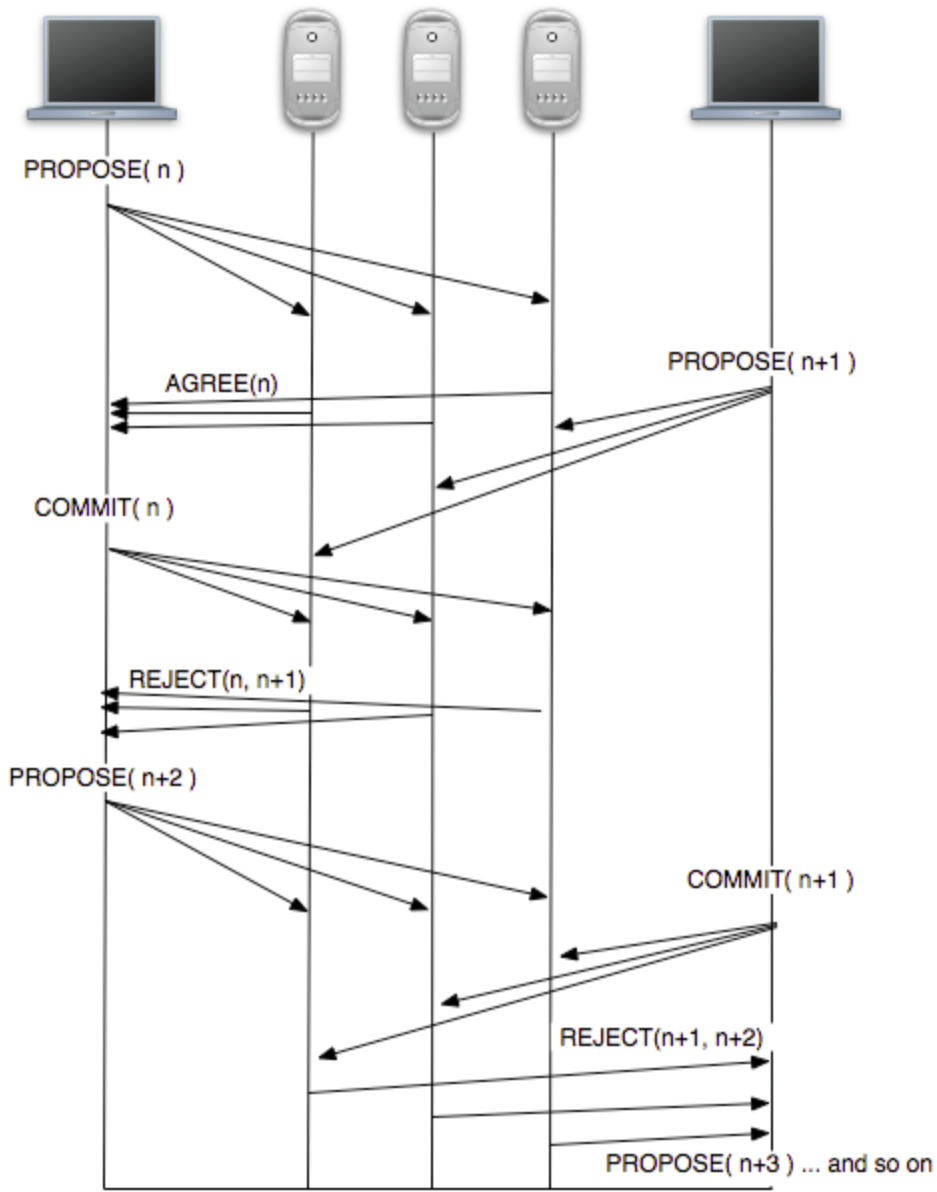 PROPOSE( n )
PROPOSE( n+1 )
AGREE(n)
COMMIT( n )
REJECT(n, n+1)
PROPOSE( n+2 )
COMMIT( n+1 )
REJECT(n+1, n+2)
PROPOSE( n+3 ) ... and so on